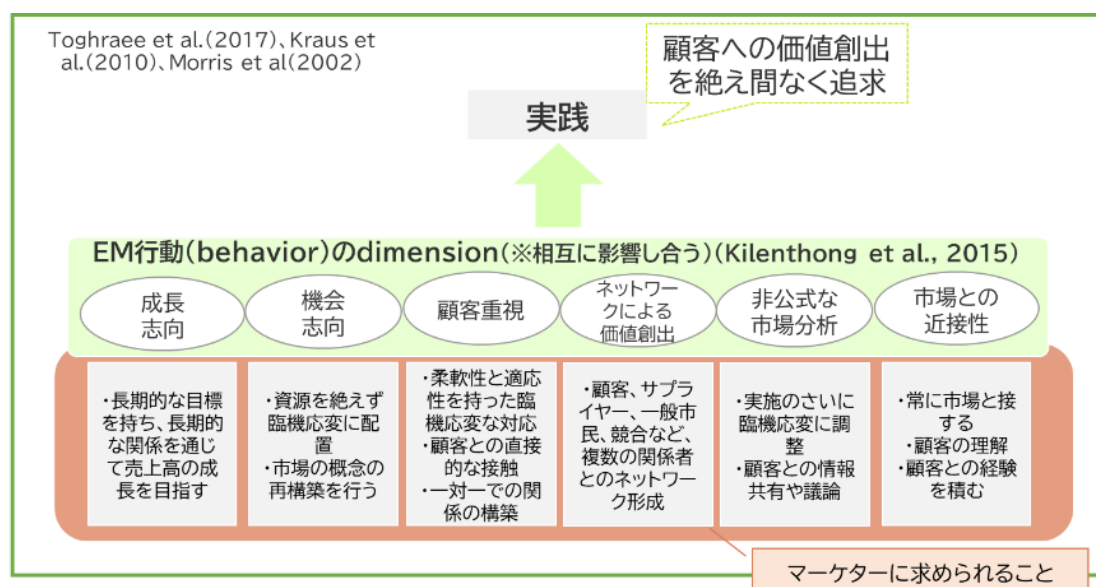 Toghraee et al.(2017)、Kraus et
al.(2010)、Morris et al(2002)
顧客への価値創出
を絶え間なく追求
実践
EM行動(behavior)のdimension(※相互に影響し合う)(Kilenthong et al., 2015)
成長
志向
機会
志向
顧客重視
ネットワー
クによる
価値創出
非公式な
市場分析
市場との
近接性
・長期的な目標
を持ち、長期的
な関係を通じ
て売上高の成
長を目指す
・資源を絶えず
臨機応変に配
置
・市場の概念の
再構築を行う
・柔軟性と適応
性を持った臨
機応変な対応
・顧客との直接
的な接触
・一対一での関
係の構築
・顧客、サプラ
イヤー、一般市
民、競合など、
複数の関係者
とのネットワー
ク形成
・実施のさいに
臨機応変に調
整
・顧客との情報
共有や議論
・常に市場と接
する
・顧客の理解
・顧客との経験
を積む
マーケターに求められること